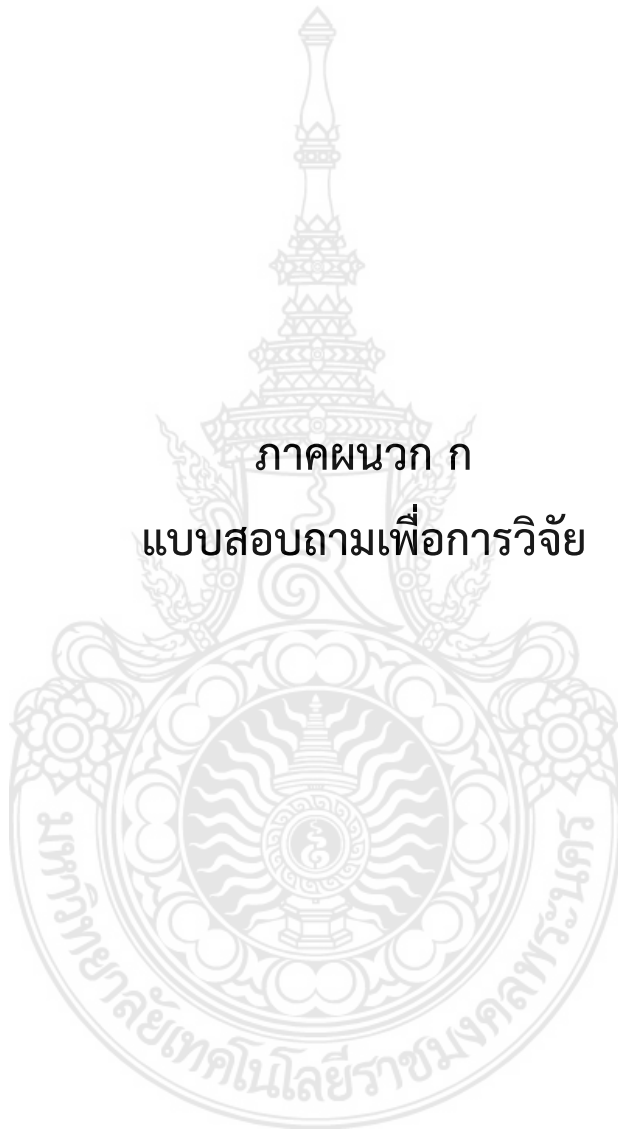 ภาคผนวก ก
แบบสอบถามเพื่อการวิจัย
มหาวิทยาลัยเทคโนโลยีราชมงคลพระนคร